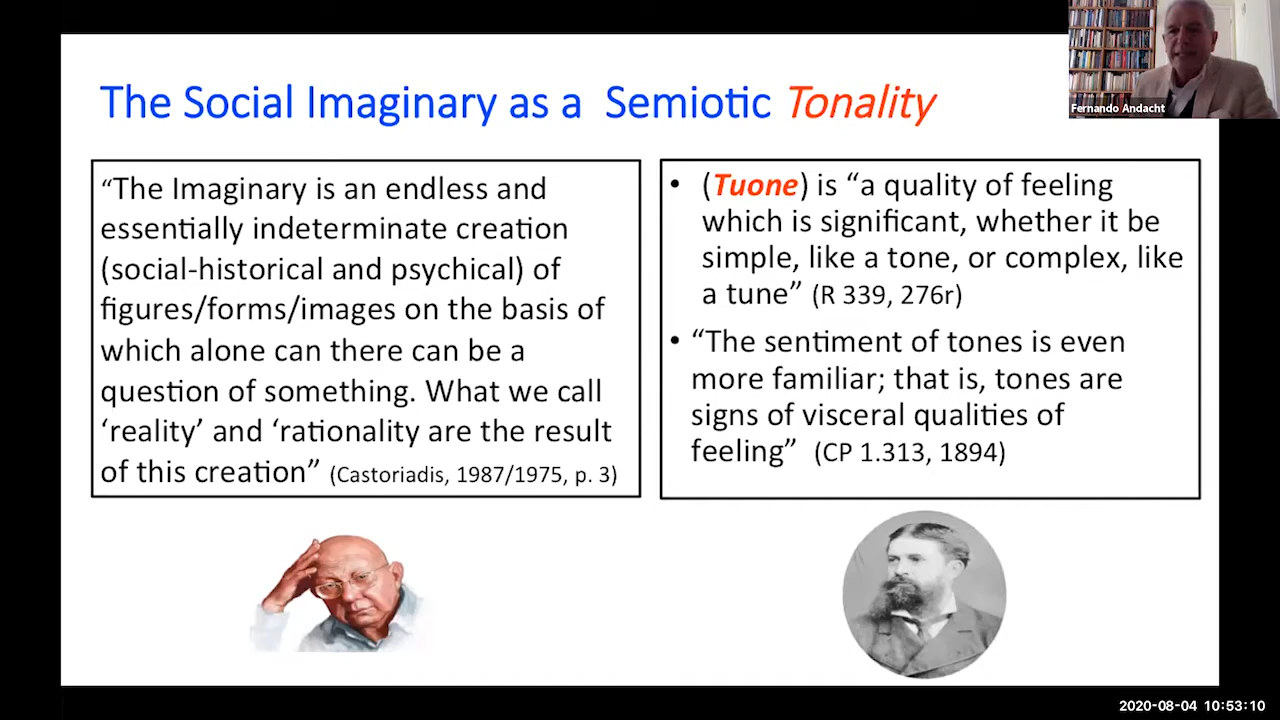 The Social Imaginary as a Semiotic Tonality
Fernando Andacht
“The Imaginary is an endless and
essentially indeterminate creation
(social-historical and psychical) of
figures/forms/images on the basis of
which alone can there can be a
question of something. What we call
‘reality’ and ‘rationality are the result
of this creation” (Castoriadis, 1987/1975, p. 3)
• (Tuone) is “a quality of feeling
which is significant, whether it be
simple, like a tone, or complex, like
a tune” (R 339, 276r)
• “The sentiment of tones is even
more familiar; that is, tones are
signs of visceral qualities of
feeling” (CP 1.313, 1894)
2020-08-04 10:53:10